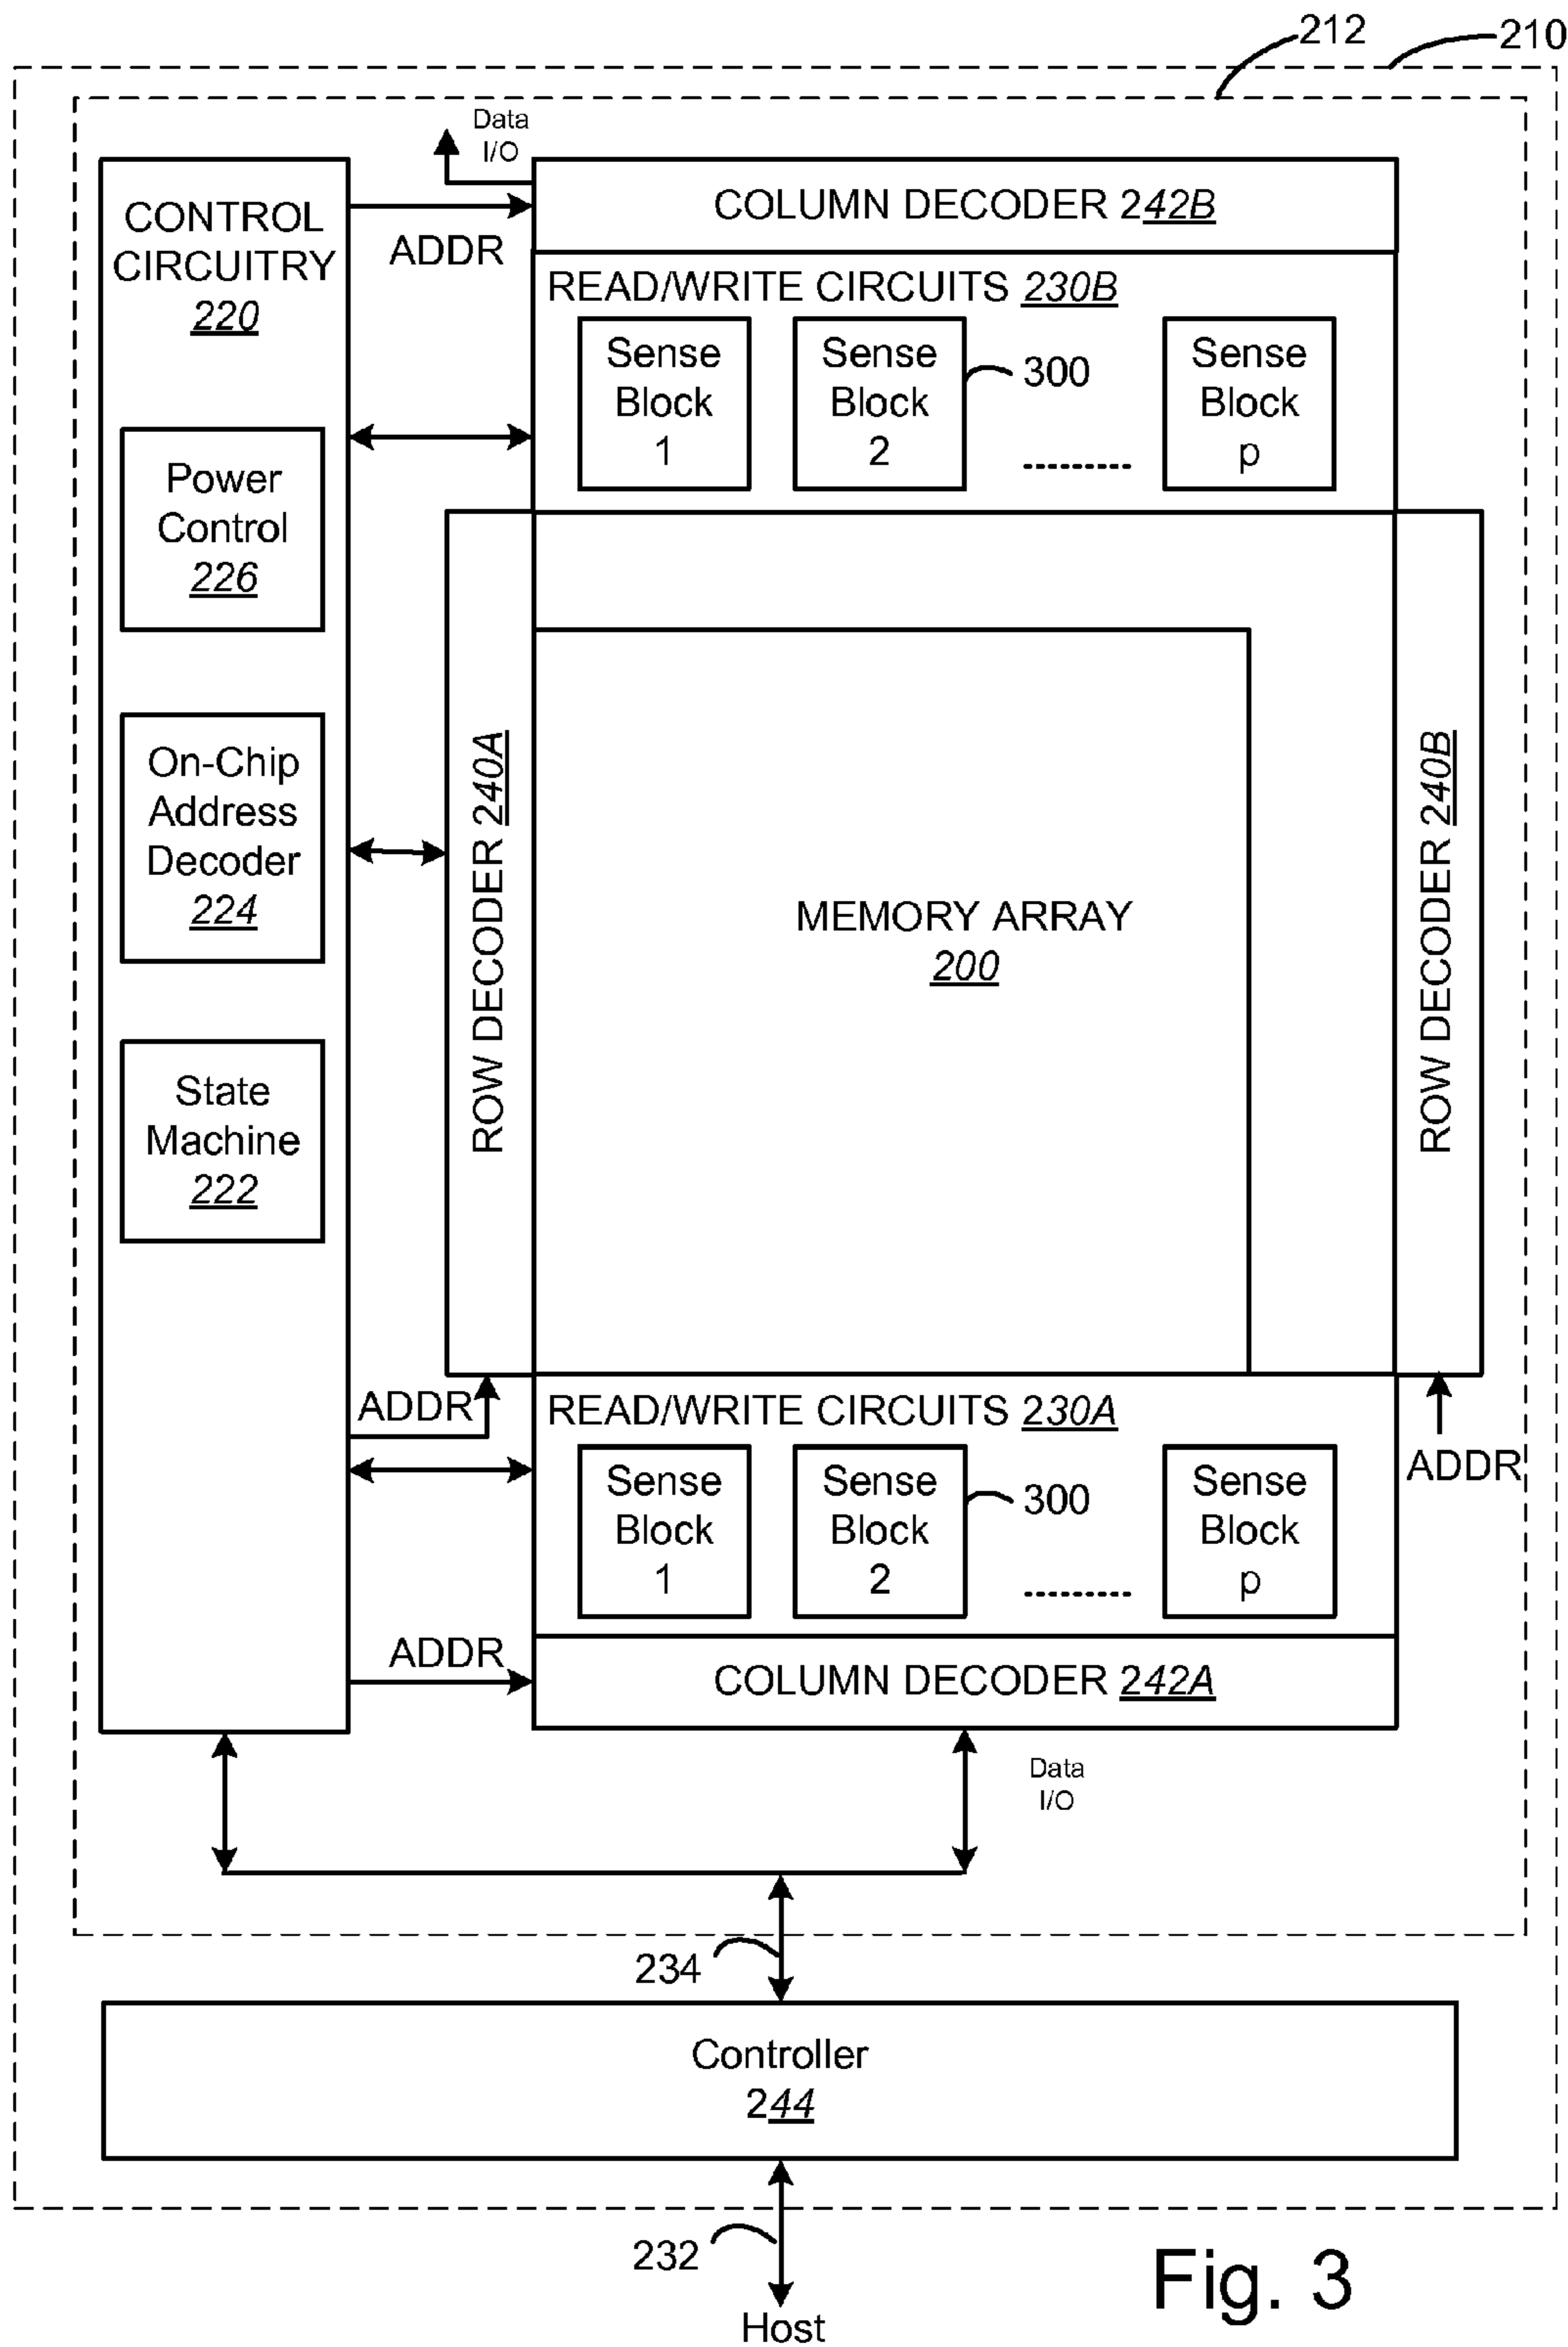 212
210
Data
I/O
CONTROL
CIRCUITRY
220
ADDR
COLUMN DECODER 242B
READ/WRITE CIRCUITS 230B
Sense
Block
1
Sense
Block
2
300
..........
Sense
Block
p
Power
Control
226
On-Chip
Address
Decoder
224
State
Machine
222
ROW DECODER 240A
MEMORY ARRAY
200
ROW DECODER 240B
ADDR
ADDR
READ/WRITE CIRCUITS 230A
Sense
Block
1
Sense
Block
2
300
..........
Sense
Block
p
ADDR
COLUMN DECODER 242A
Data
I/O
234
Controller
244
232
Host
Fig. 3